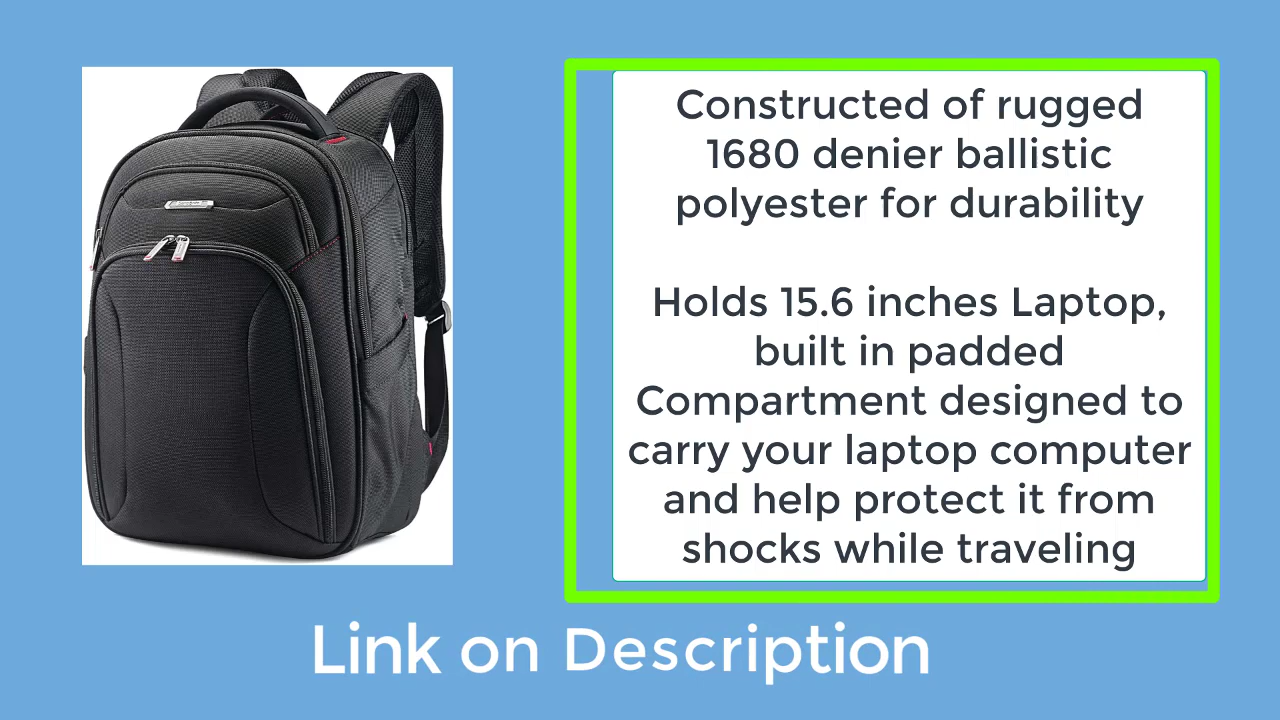 Constructed of rugged
1680 denier ballistic
polyester for durability
Holds 15.6 inches Laptop,
built in padded
Compartment designed to
carry your laptop computer
and help protect it from
shocks while traveling
Link on Description